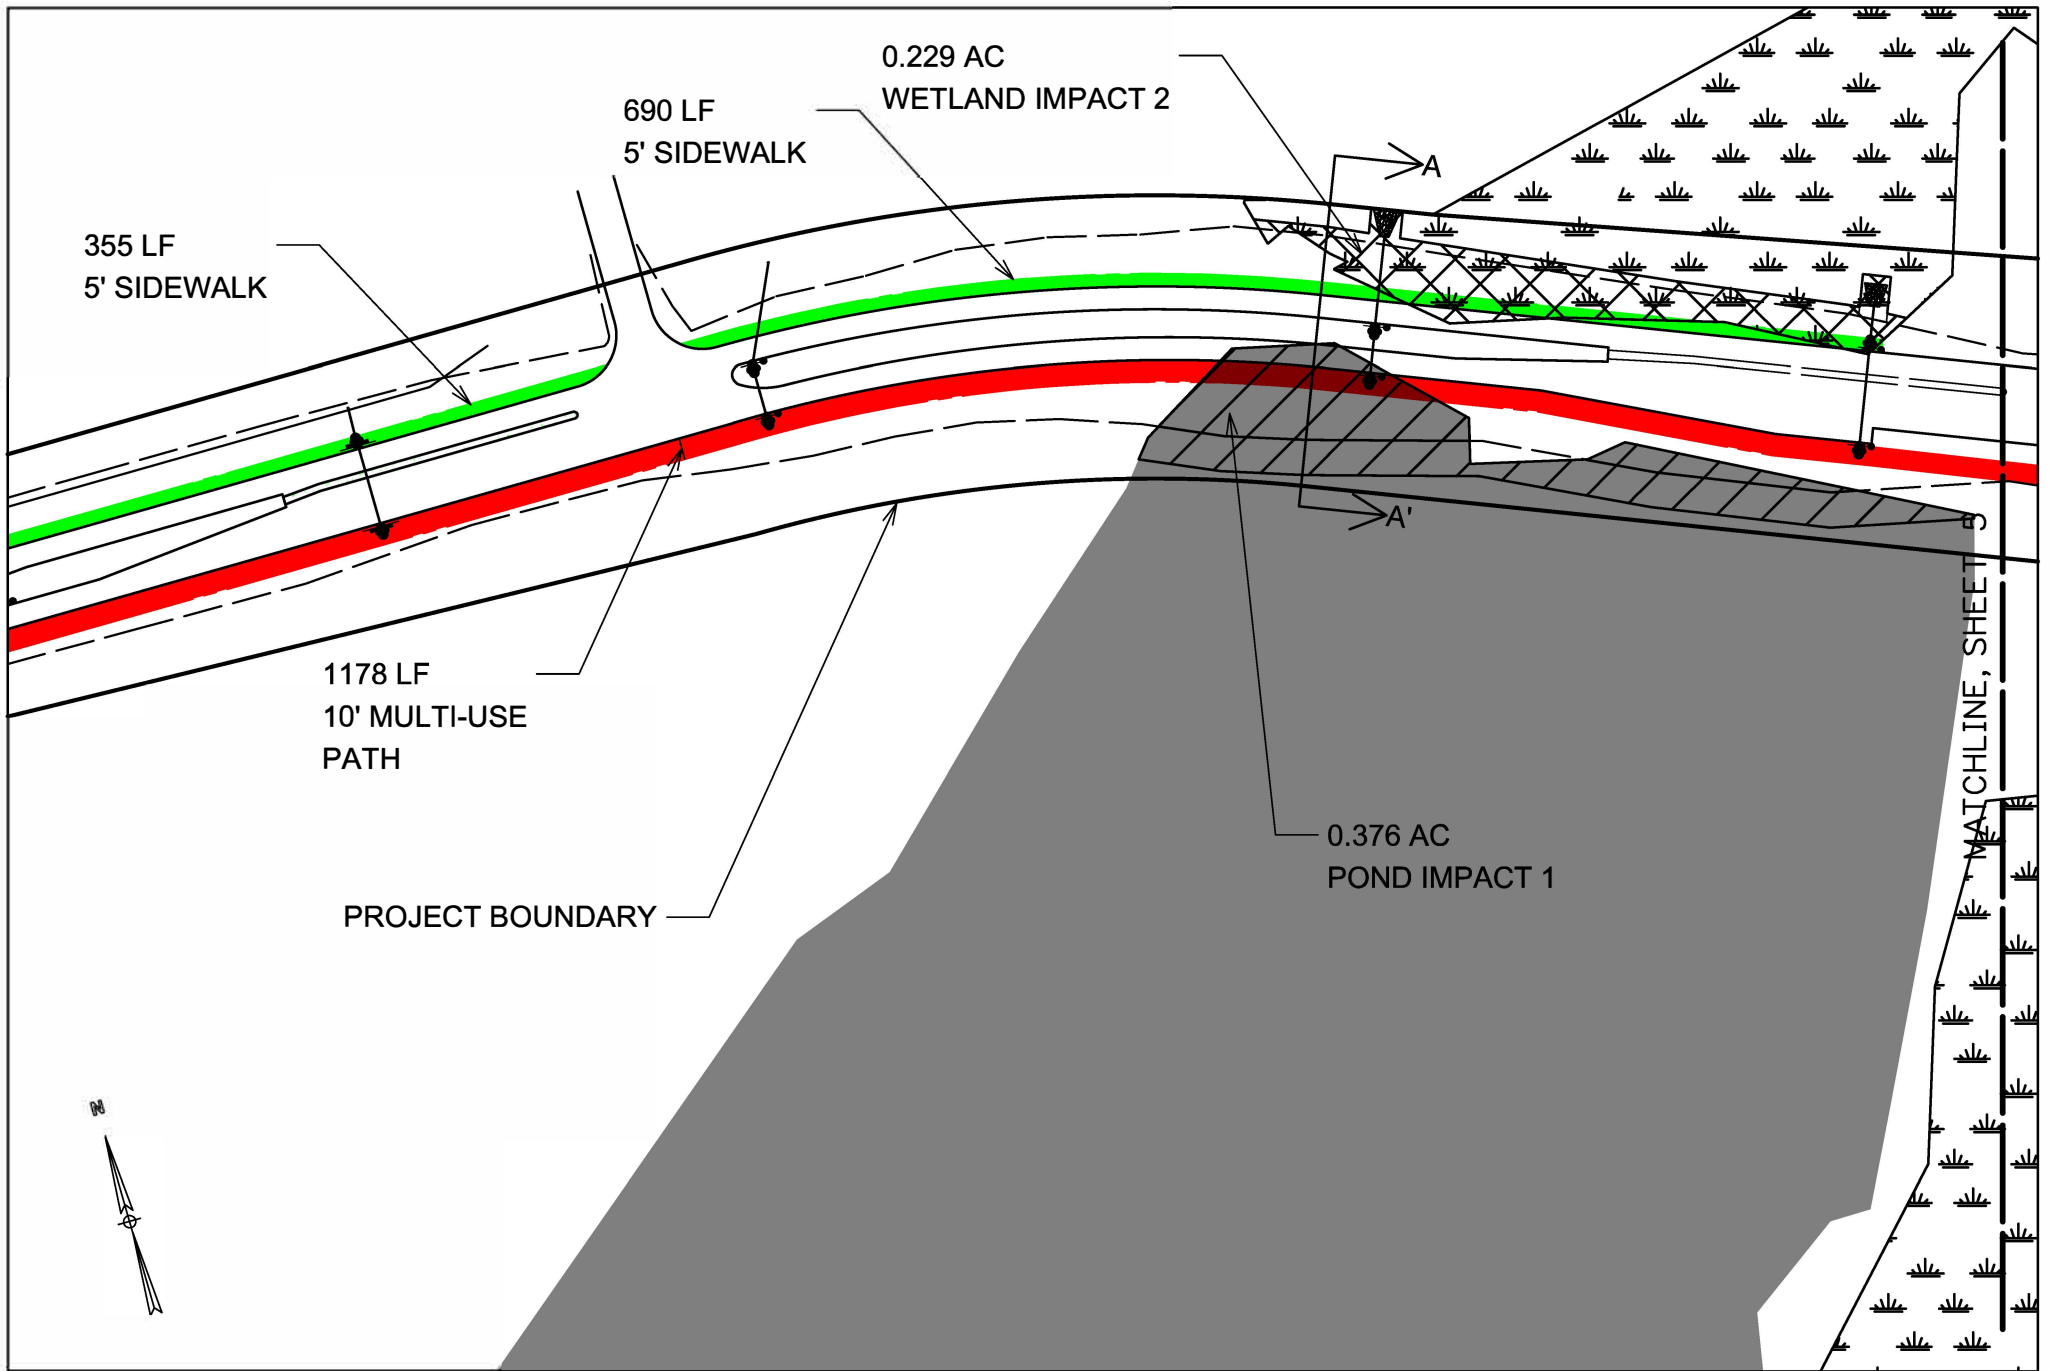 0.229 AC
WETLAND IMPACT 2
690 LF
5' SIDEWALK
A
355 LF
5' SIDEWALK
A'
MATCHLINE, SHEET 5
1178 LF
10' MULTI-USE
PATH
0.376 AC
POND IMPACT 1
PROJECT BOUNDARY
N